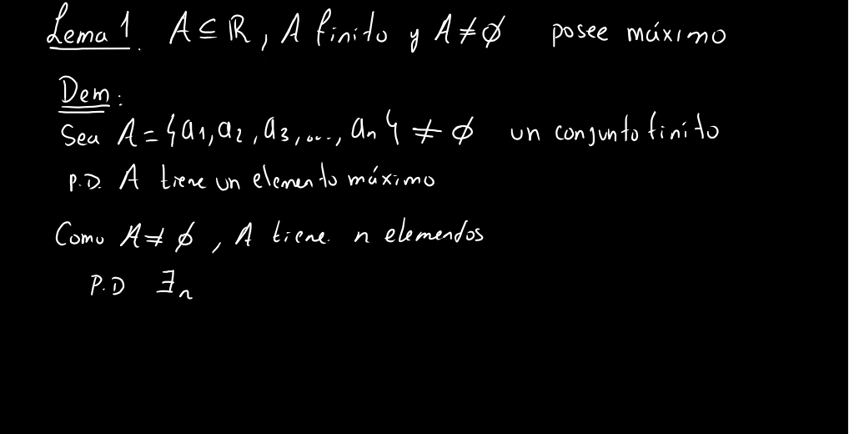 Lema 1. A ⊆ ℝ, A finito y A ≠ ∅ posee máximo
Dem:
Sea A = {a₁, a₂, a₃, ..., aₙ} ≠ ∅ un conjunto finito
P.D. A tiene un elemento máximo
Como A ≠ ∅, A tiene n elementos
P.D ∃ₙ